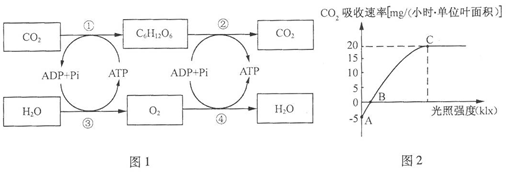 ① ②
CO₂ C₆H₁₂O₆ CO₂
ADP+Pi ATP ADP+Pi ATP
H₂O O₂ H₂O
③ ④
图1
CO₂ 吸收速率[mg/(小时·单位叶面积)]
20 C
15
10
5
0 B
-5 A
光照强度(klx)
图2